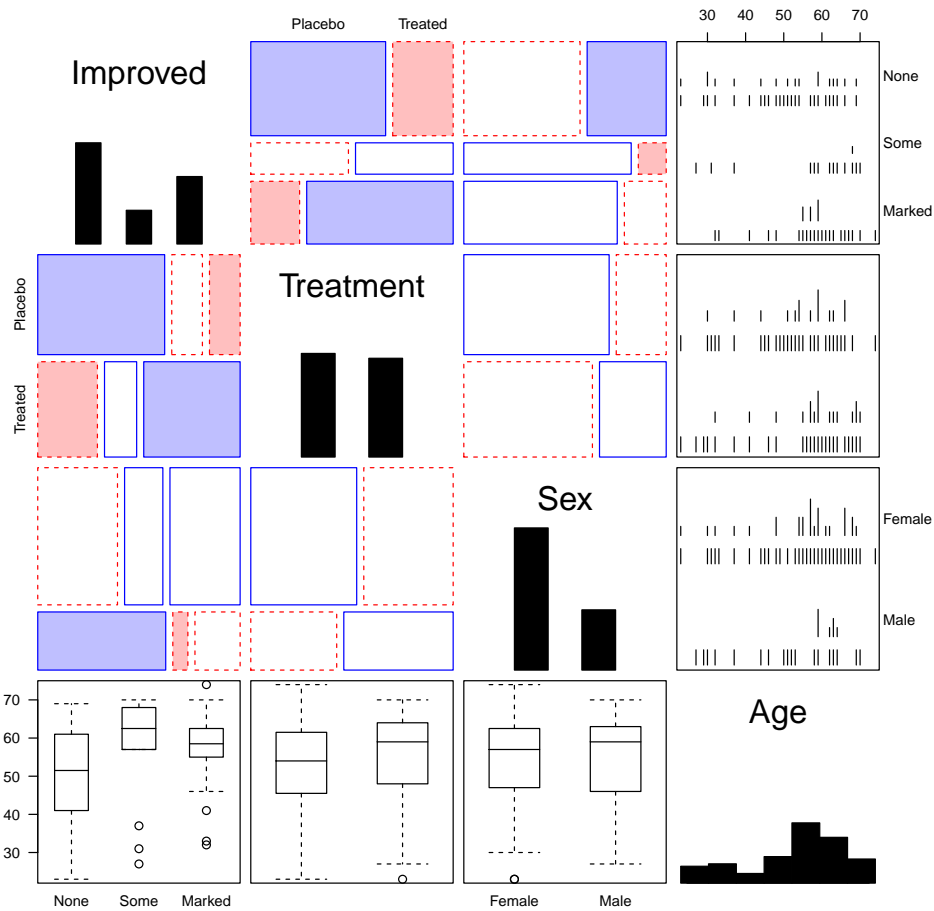 30 40 50 60 70
Placebo Treated
Improved
None
Some
Marked
Placebo
Treatment
Treated
Sex
Female
Male
Age
70
60
50
40
30
None Some Marked
Female Male